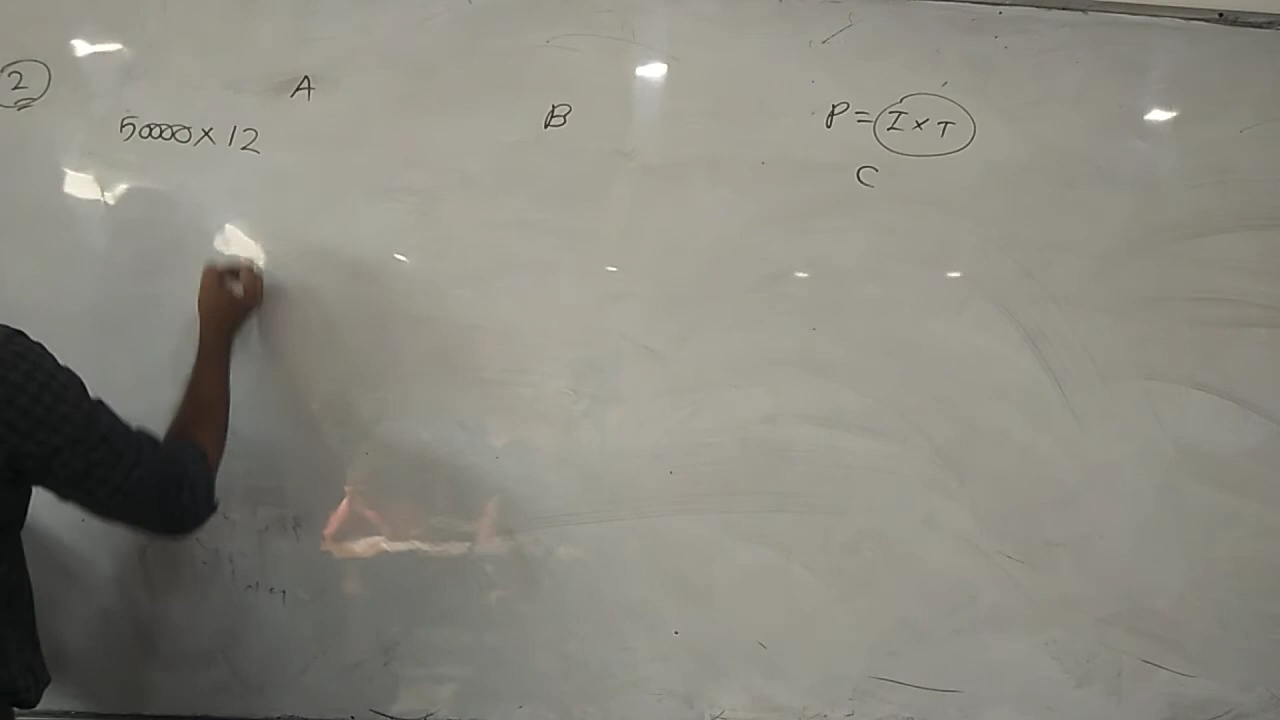 ② A
50000×12 B P = I × T
C